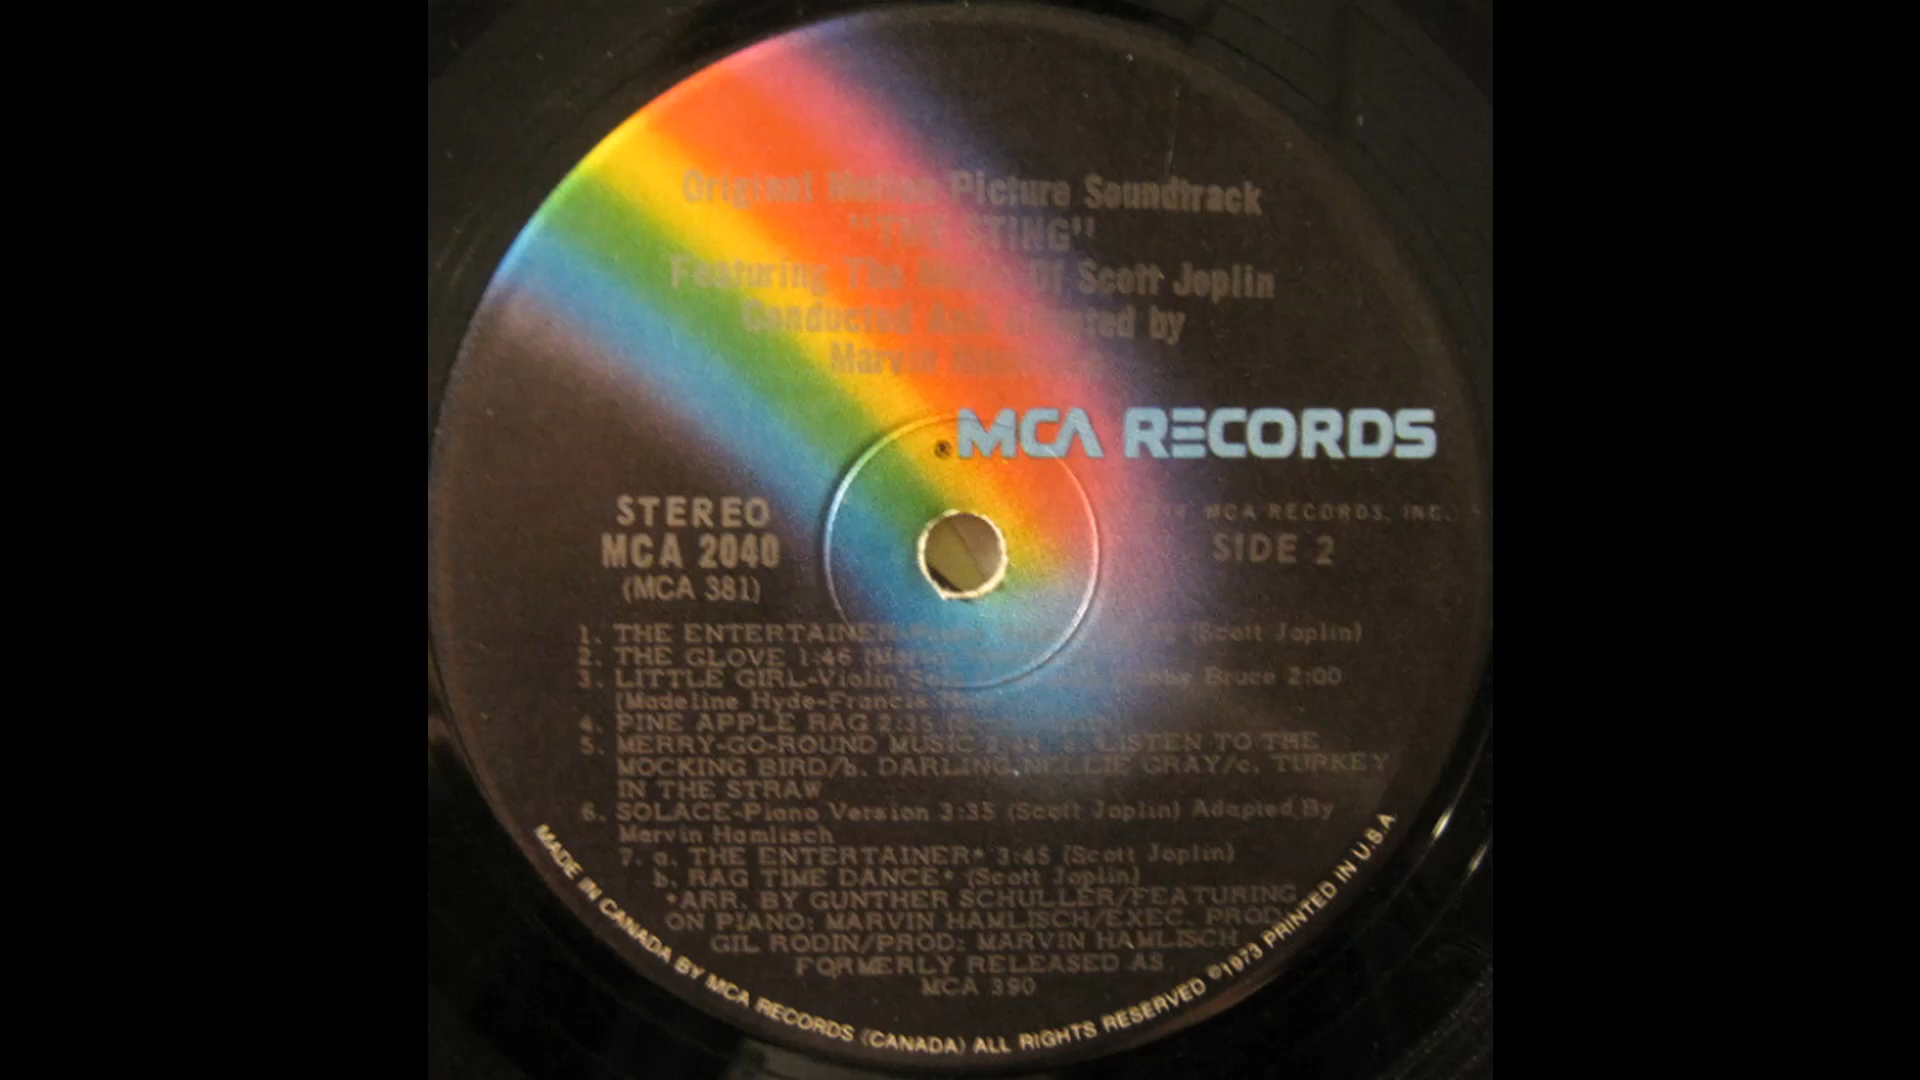 Original Motion Picture Soundtrack
"THE STING"
Featuring The Music Of Scott Joplin
Conducted And Adapted by
Marvin Hamlisch
® MCA RECORDS
STEREO
MCA 2040
(MCA 381)
MCA RECORDS, INC.
SIDE 2
1. THE ENTERTAINER-Piano (Scott Joplin)
2. THE GLOVE 1:46 (Marvin
3. LITTLE GIRL-Violin Solo Bobby Bruce 2:00
(Madeline Hyde-Francis
4. PINE APPLE RAG 2:35 (Scott Joplin)
5. MERRY-GO-ROUND MUSIC a. LISTEN TO THE
MOCKING BIRD/b. DARLING NELLIE GRAY/c. TURKEY
IN THE STRAW
6. SOLACE-Piano Version 3:35 (Scott Joplin) Adapted By
Marvin Hamlisch
7. a. THE ENTERTAINER* 3:45 (Scott Joplin)
b. RAG TIME DANCE* (Scott Joplin)
*ARR. BY GUNTHER SCHULLER/FEATURING
ON PIANO: MARVIN HAMLISCH/EXEC. PROD.
GIL RODIN/PROD: MARVIN HAMLISCH
FORMERLY RELEASED AS
MCA 390
MADE IN CANADA BY MCA RECORDS (CANADA) ALL RIGHTS RESERVED ©1973 PRINTED IN U.S.A.